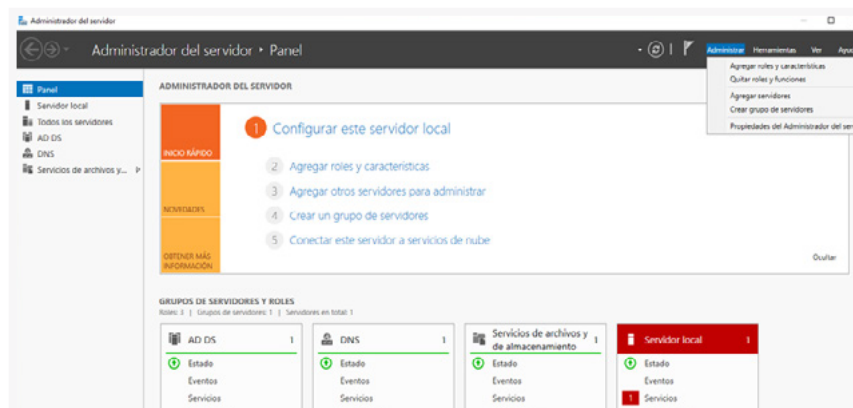 Administrador del servidor
Administrador del servidor • Panel
Administrar Herramientas Ver
Agregar roles y características
Quitar roles y funciones
Agregar servidores
Crear grupo de servidores
Propiedades del Administrador del
Panel
Servidor local
Todos los servidores
AD DS
DNS
Servicios de archivos y...
ADMINISTRADOR DEL SERVIDOR
INICIO RÁPIDO
NOVEDADES
OBTENER MÁS
INFORMACIÓN
1 Configurar este servidor local
2 Agregar roles y características
3 Agregar otros servidores para administrar
4 Crear un grupo de servidores
5 Conectar este servidor a servicios de nube
Ocultar
GRUPOS DE SERVIDORES Y ROLES
Roles: 3 | Grupos de servidores: 1 | Servidores en total: 1
AD DS 1
Estado
Eventos
Servicios
DNS 1
Estado
Eventos
Servicios
Servicios de archivos y
de almacenamiento 1
Estado
Eventos
Servicios
Servidor local 1
Estado
Eventos
1 Servicios